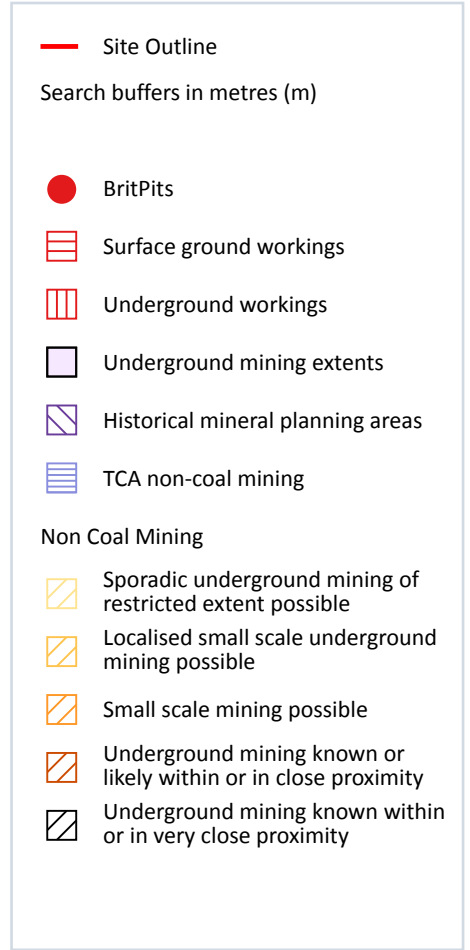 Site Outline
Search buffers in metres (m)
BritPits
Surface ground workings
Underground workings
Underground mining extents
Historical mineral planning areas
TCA non-coal mining
Non Coal Mining
Sporadic underground mining of
restricted extent possible
Localised small scale underground
mining possible
Small scale mining possible
Underground mining known or
likely within or in close proximity
Underground mining known within
or in very close proximity